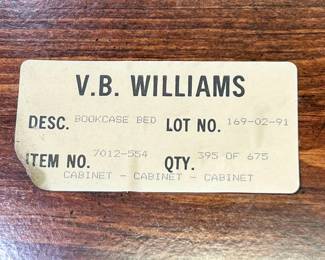 V.B. WILLIAMS
DESC. BOOKCASE BED LOT NO. 169-02-91
ITEM NO. 7012-554 QTY. 395 OF 675
CABINET - CABINET - CABINET